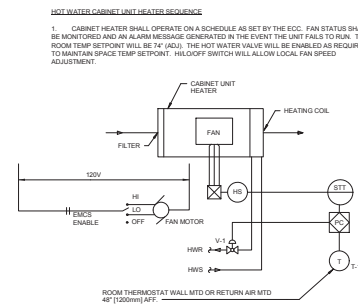 HOT WATER CABINET UNIT HEATER SEQUENCE
1. CABINET HEATER SHALL OPERATE ON A SCHEDULE AS SET BY THE ECC. FAN STATUS SHA
BE MONITORED AND AN ALARM MESSAGE GENERATED IN THE EVENT THE UNIT FAILS TO RUN. T
ROOM TEMP SETPOINT WILL BE 74° (ADJ). THE HOT WATER VALVE WILL BE ENABLED AS REQUIR
TO MAINTAIN SPACE TEMP SETPOINT. HI/LO/OFF SWITCH WILL ALLOW LOCAL FAN SPEED
ADJUSTMENT.
CABINET UNIT
HEATER
HEATING COIL
FAN
FILTER
120V
HS
STT
HI
LO
OFF
EMCS
ENABLE
FAN MOTOR
V-1
PC
HWR
HWS
T
T-
ROOM THERMOSTAT WALL MTD OR RETURN AIR MTD
48" [1200mm] AFF.